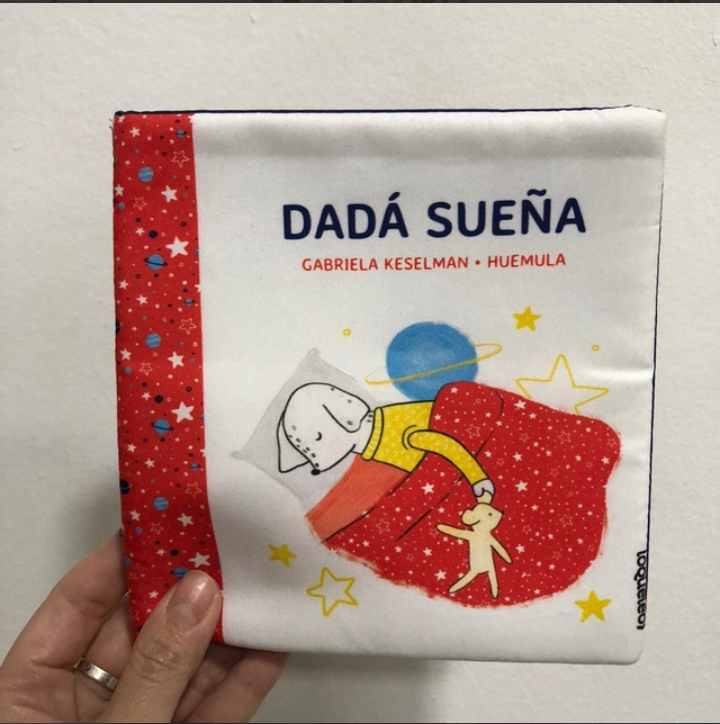 DADÁ SUEÑA
GABRIELA KESELMAN • HUEMULA
loqueleo